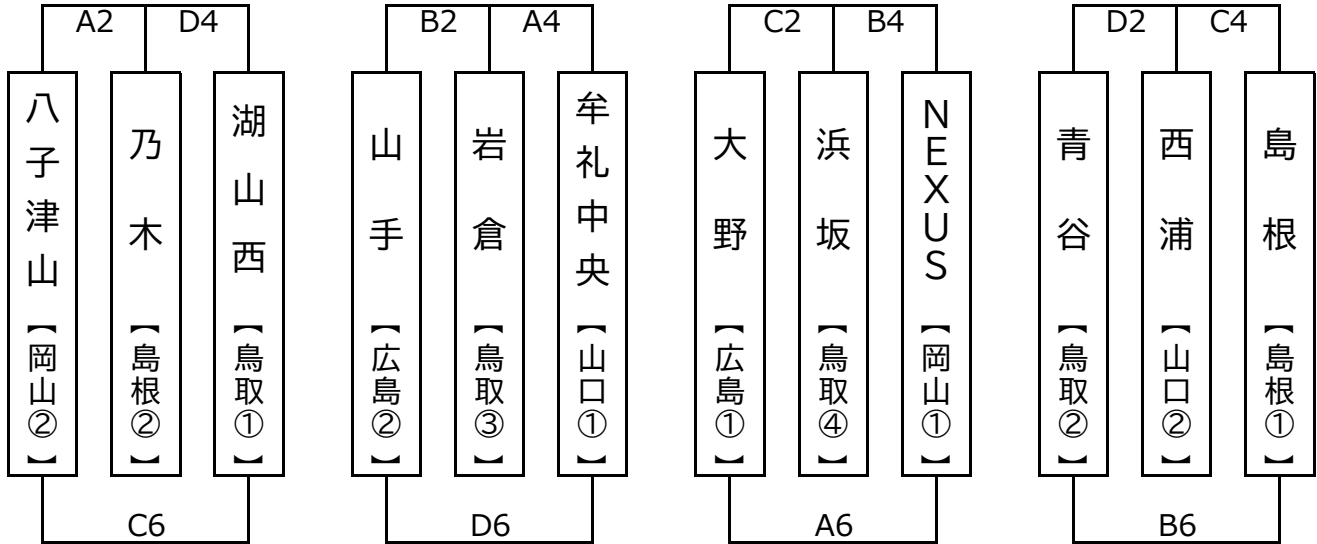 A2 D4 B2 A4 C2 B4 D2 C4
八子津山【岡山②】
乃木【島根②】
湖山西【鳥取①】
山手【広島②】
岩倉【鳥取③】
牟礼中央【山口①】
大野【広島①】
浜坂【鳥取④】
NEXUS【岡山①】
青谷【鳥取②】
西浦【山口②】
島根【島根①】
C6 D6 A6 B6